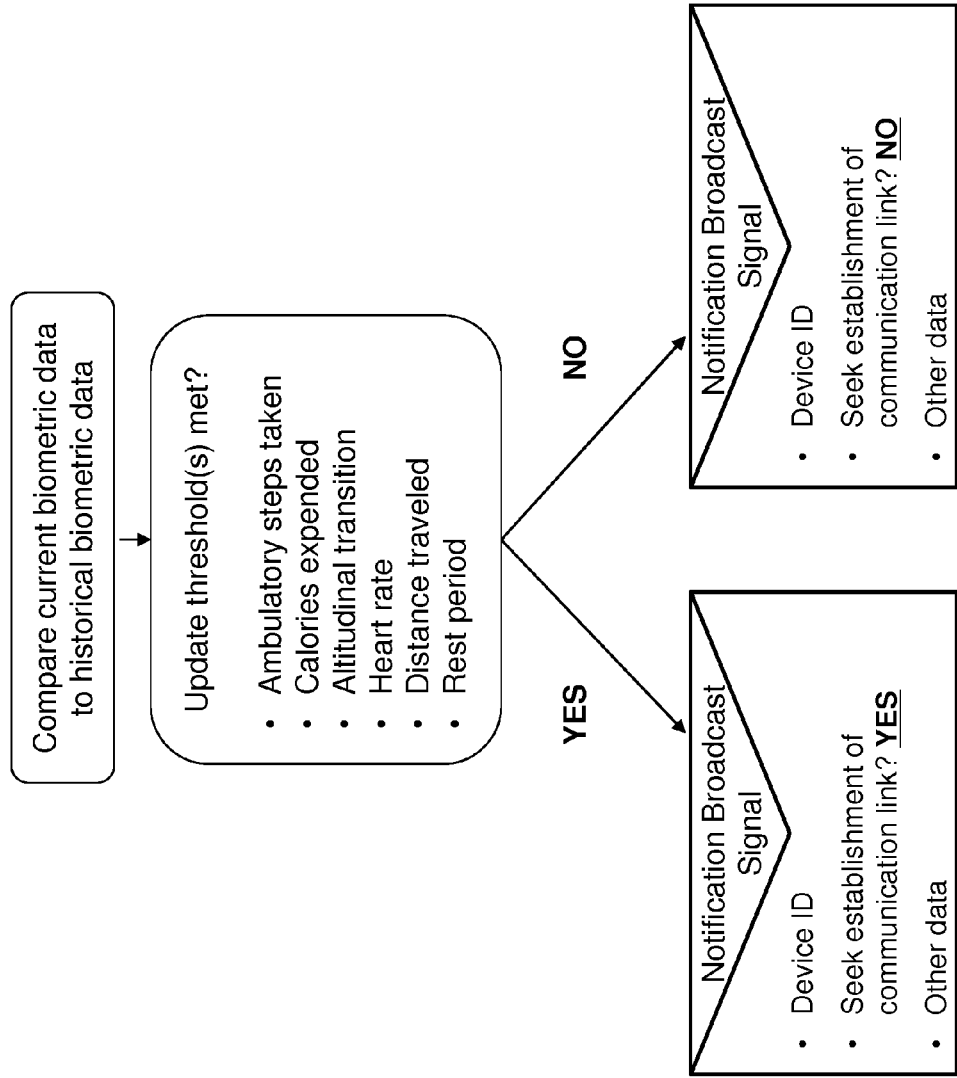 Compare current biometric data
to historical biometric data
Update threshold(s) met?
• Ambulatory steps taken
• Calories expended
• Altitudinal transition
• Heart rate
• Distance traveled
• Rest period
YES
NO
Notification Broadcast
Signal
• Device ID
• Seek establishment of
communication link? YES
• Other data
Notification Broadcast
Signal
• Device ID
• Seek establishment of
communication link? NO
• Other data